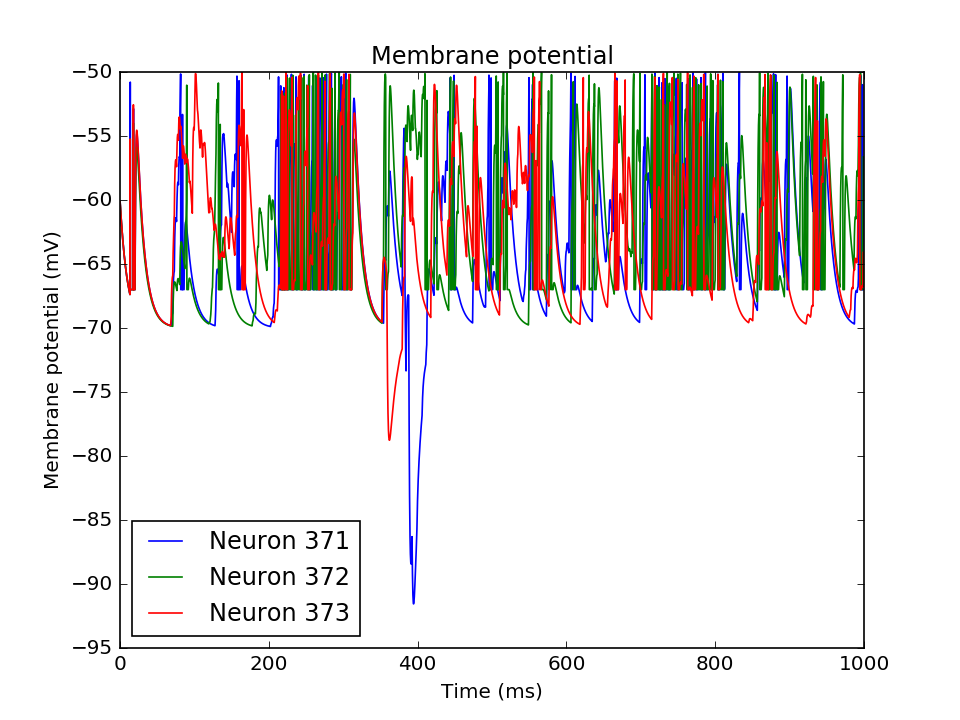 Membrane potential
−50
−55
−60
−65
−70
−75
−80
−85
−90
−95
Membrane potential (mV)
Neuron 371
Neuron 372
Neuron 373
0 200 400 600 800 1000
Time (ms)